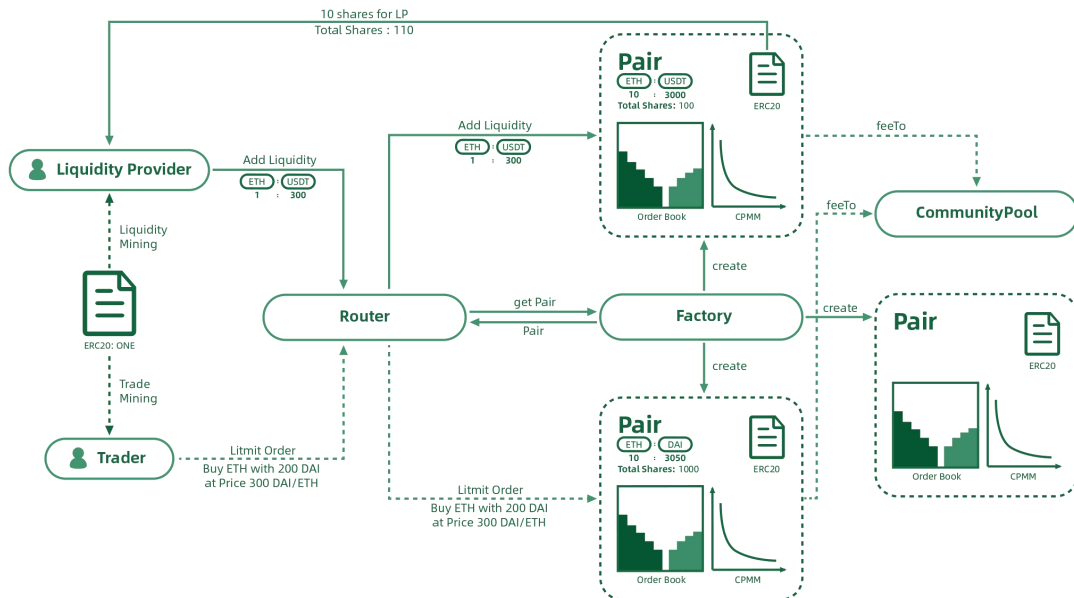 10 shares for LP
Total Shares : 110
Pair
ETH : USDT
10 : 3000
Total Shares: 100
ERC20
Order Book
CPMM
Add Liquidity
ETH : USDT
1 : 300
feeTo
Liquidity Provider
Add Liquidity
ETH : USDT
1 : 300
feeTo
CommunityPool
Liquidity
Mining
create
ERC20: ONE
Router
get Pair
Pair
Factory
create
Pair
ERC20
Order Book
CPMM
create
Trade
Mining
Trader
Litmit Order
Buy ETH with 200 DAI
at Price 300 DAI/ETH
Litmit Order
Buy ETH with 200 DAI
at Price 300 DAI/ETH
Pair
ETH : DAI
10 : 3050
Total Shares: 1000
ERC20
Order Book
CPMM